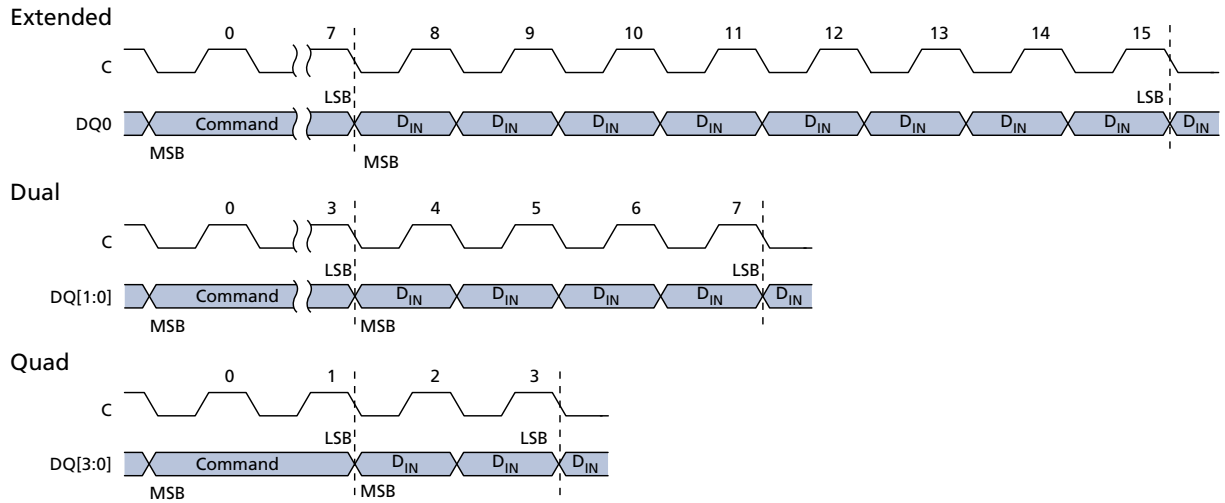 Extended
0 7 8 9 10 11 12 13 14 15
C
LSB LSB
DQ0 Command DIN DIN DIN DIN DIN DIN DIN DIN DIN
MSB MSB
Dual
0 3 4 5 6 7
C
LSB LSB
DQ[1:0] Command DIN DIN DIN DIN DIN
MSB MSB
Quad
0 1 2 3
C
LSB LSB
DQ[3:0] Command DIN DIN DIN
MSB MSB